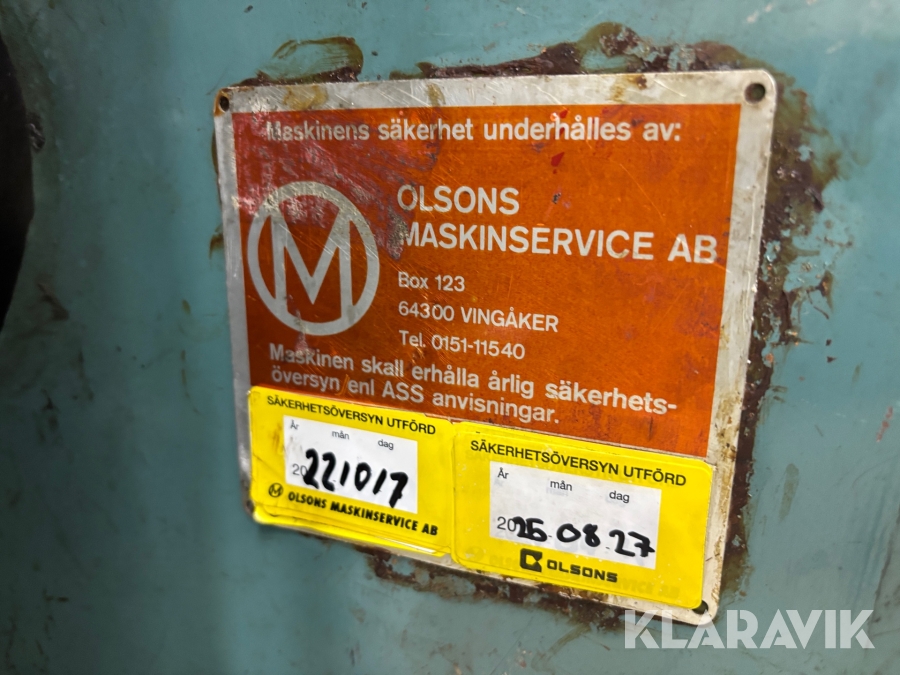 Maskinens säkerhet underhålles av:
M
OLSONS
MASKINSERVICE AB
Box 123
64300 VINGÅKER
Tel. 0151-11540
Maskinen skall erhålla årlig säkerhets-
översyn enl ASS anvisningar.
SÄKERHETSÖVERSYN UTFÖRD
År mån dag
20221017
M OLSONS MASKINSERVICE AB
SÄKERHETSÖVERSYN UTFÖRD
År mån dag
2025.08.27
OLSONS
KLARAVIK